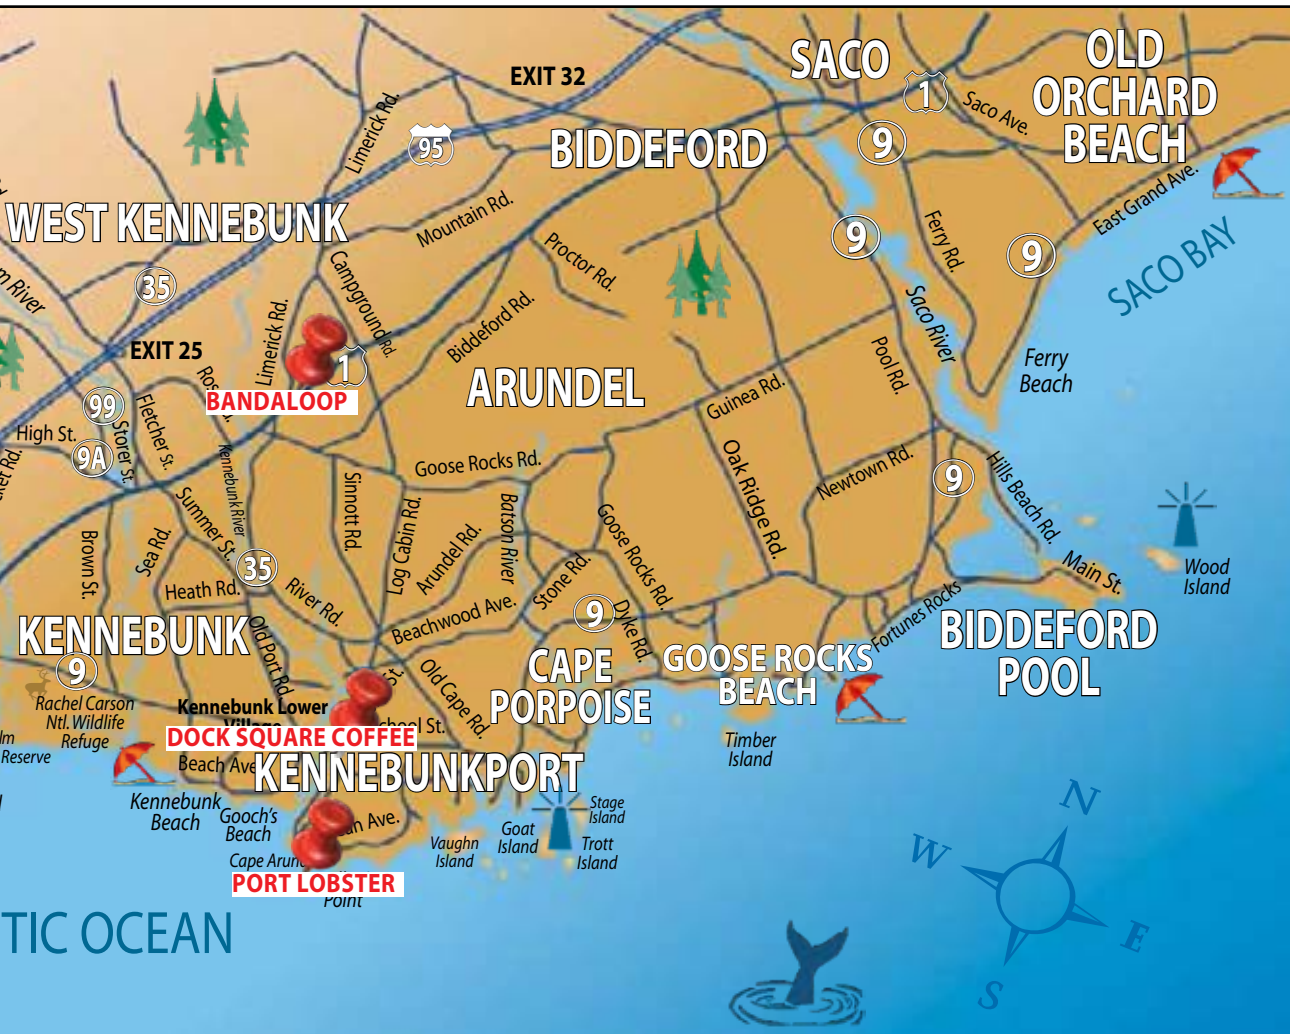 SACO
OLD
ORCHARD
BEACH
EXIT 32
1
Saco Ave.
Limerick Rd.
95
BIDDEFORD
9
East Grand Ave.
WEST KENNEBUNK
Mountain Rd.
Proctor Rd.
9
Ferry Rd.
9
SACO BAY
35
m River
Campground Rd.
Limerick Rd.
Biddeford Rd.
Saco River
EXIT 25
1
Pool Rd.
Ferry
Beach
BANDALOOP
ARUNDEL
Guinea Rd.
99
Fletcher St.
Storer St.
High St.
9A
Kennebunk River
Goose Rocks Rd.
Oak Ridge Rd.
Newtown Rd.
9
Hills Beach Rd.
Summer St.
Sinnott Rd.
Log Cabin Rd.
Arundel Rd.
Batson River
Goose Rocks Rd.
Brown St.
Sea Rd.
35
Heath Rd.
River Rd.
Stone Rd.
Beachwood Ave.
9
Dyke Rd.
Main St.
Wood
Island
Fortunes Rocks
KENNEBUNK
Old Port Rd.
9
CAPE
PORPOISE
GOOSE ROCKS
BEACH
BIDDEFORD
POOL
Old Cape Rd.
Rachel Carson
Ntl. Wildlife
Refuge
Kennebunk Lower
Village
chool St.
lm
Reserve
DOCK SQUARE COFFEE
Timber
Island
Beach Ave
KENNEBUNKPORT
Kennebunk
Beach
Gooch's
Beach
an Ave.
Vaughn
Island
Goat
Island
Stage
Island
Trott
Island
Cape Arun
PORT LOBSTER
Point
TIC OCEAN
N
W
E
S